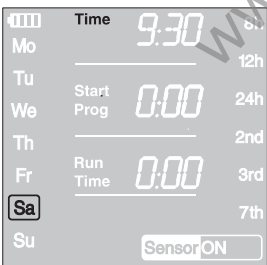 Time 9:30 8h
Mo
12h
Tu
Start
Prog 0:00 24h
We
Th 2nd
Run
Time 0:00
Fr 3rd
Sa 7th
Su Sensor ON